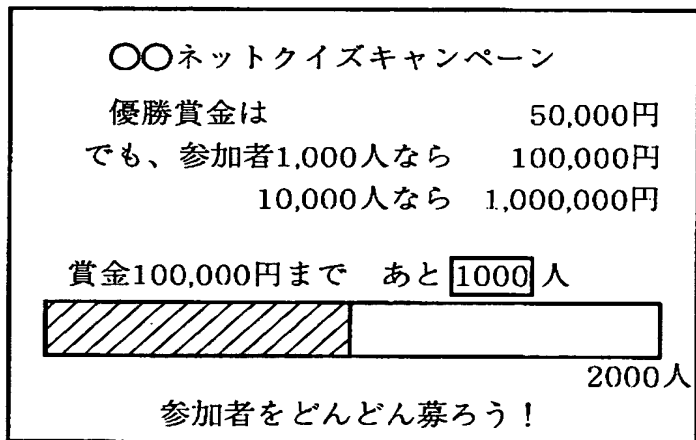 ○○ネットクイズキャンペーン
優勝賞金は 50,000円
でも、参加者1,000人なら 100,000円
10,000人なら 1,000,000円
賞金100,000円まで あと1000人
2000人
参加者をどんどん募ろう!